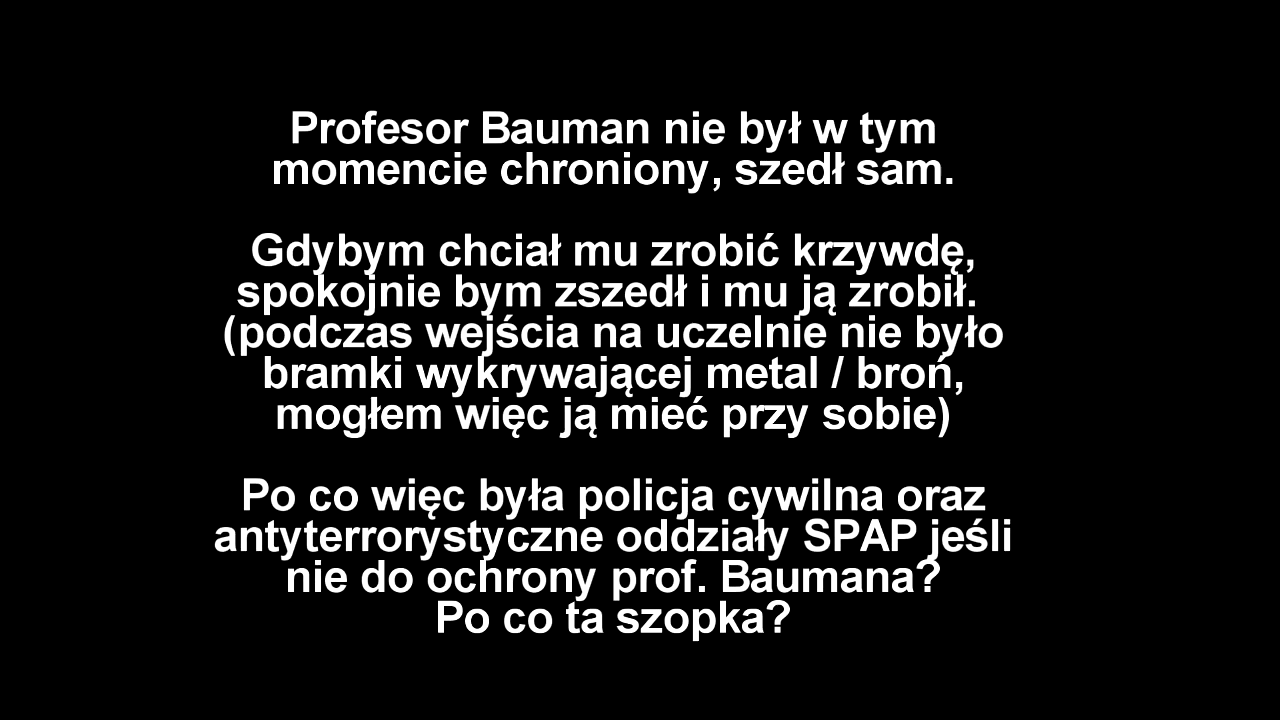 Profesor Bauman nie był w tym
momencie chroniony, szedł sam.
Gdybym chciał mu zrobić krzywdę,
spokojnie bym zszedł i mu ją zrobił.
(podczas wejścia na uczelnie nie było
bramki wykrywającej metal / broń,
mogłem więc ją mieć przy sobie)
Po co więc była policja cywilna oraz
antyterrorystyczne oddziały SPAP jeśli
nie do ochrony prof. Baumana?
Po co ta szopka?